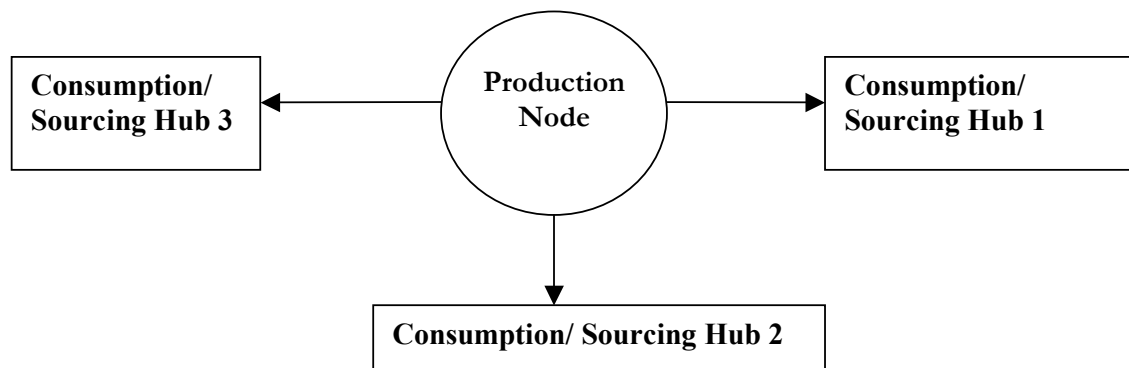 Production
Node
Consumption/
Sourcing Hub 3
Consumption/
Sourcing Hub 1
Consumption/ Sourcing Hub 2